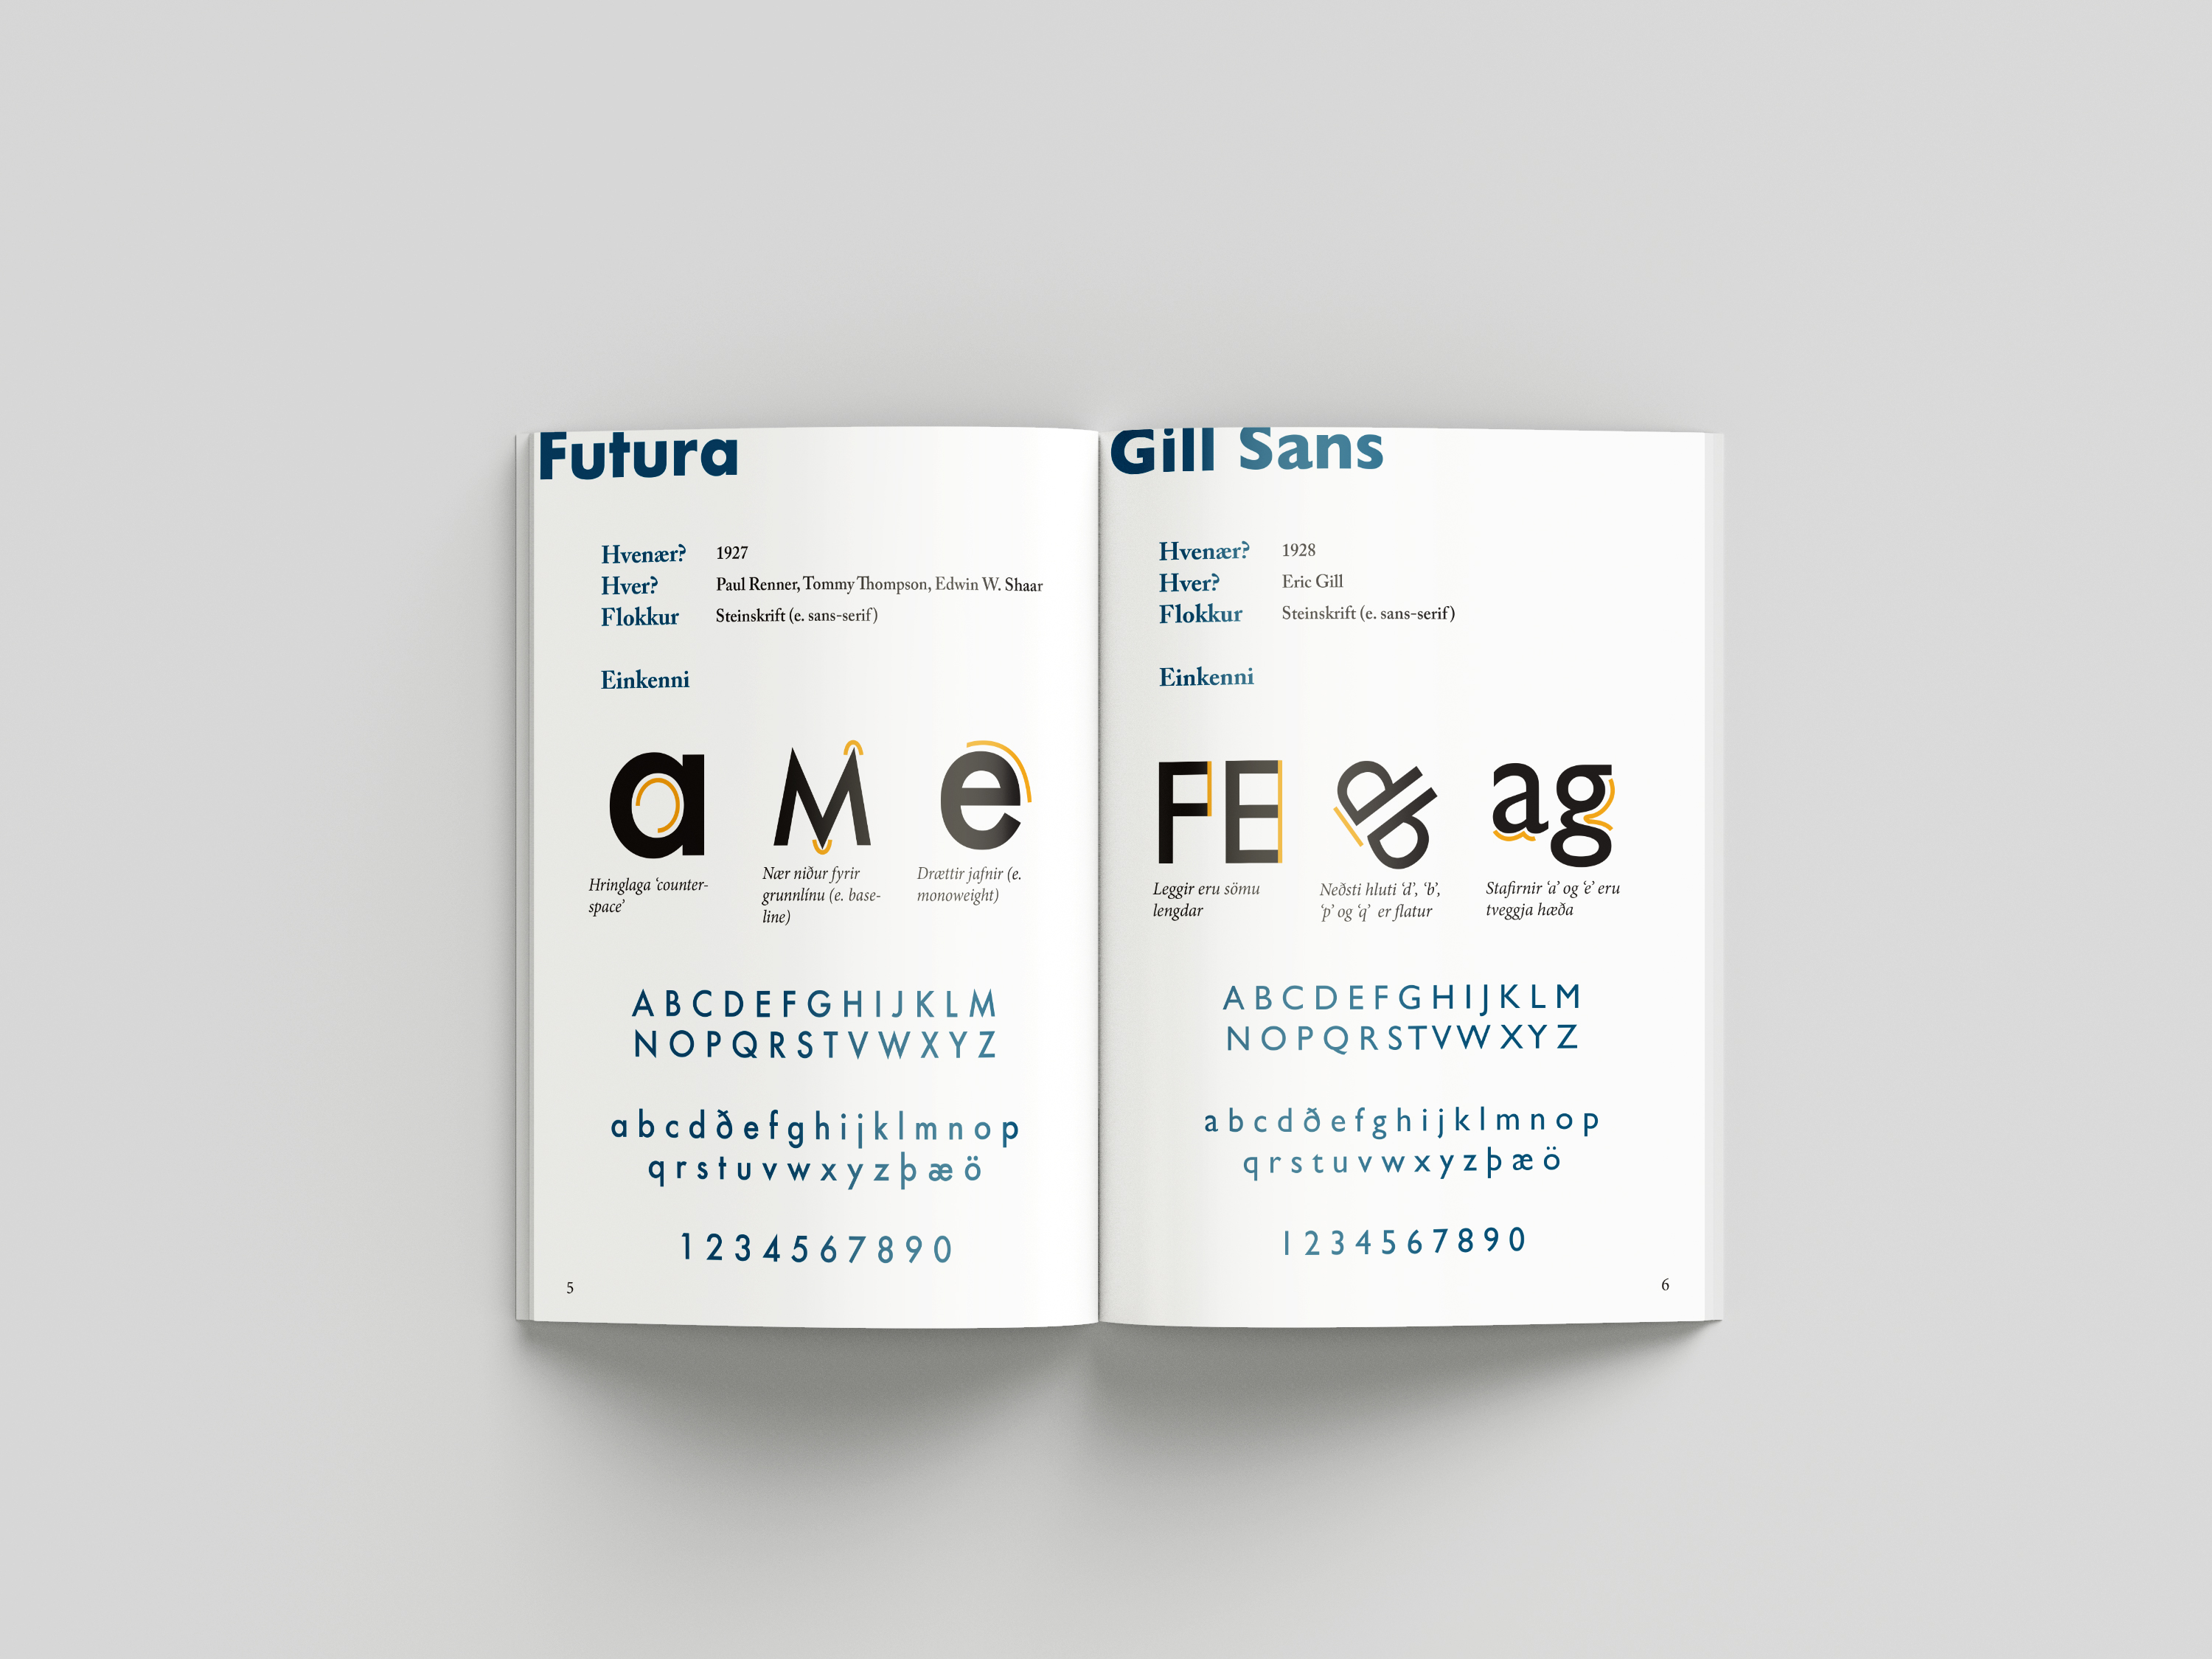 Futura
Hvenær? 1927
Hver? Paul Renner, Tommy Thompson, Edwin W. Shaar
Flokkur Steinskrift (e. sans-serif)
Einkenni
a M e
Hringlaga ‘counter-
space’
Nær niður fyrir
grunnlínu (e. base-
line)
Drættir jafnir (e.
monoweight)
A B C D E F G H I J K L M
N O P Q R S T V W X Y Z
a b c d ð e f g h i j k l m n o p
q r s t u v w x y z þ æ ö
1 2 3 4 5 6 7 8 9 0
5
Gill Sans
Hvenær? 1928
Hver? Eric Gill
Flokkur Steinskrift (e. sans-serif)
Einkenni
FE db ag
Leggir eru sömu
lengdar
Neðsti hluti ‘d’, ‘b’,
‘p’ og ‘q’ er flatur
Stafirnir ‘a’ og ‘e’ eru
tveggja hæða
A B C D E F G H I J K L M
N O P Q R S T V W X Y Z
a b c d ð e f g h i j k l m n o p
q r s t u v w x y z þ æ ö
1 2 3 4 5 6 7 8 9 0
6